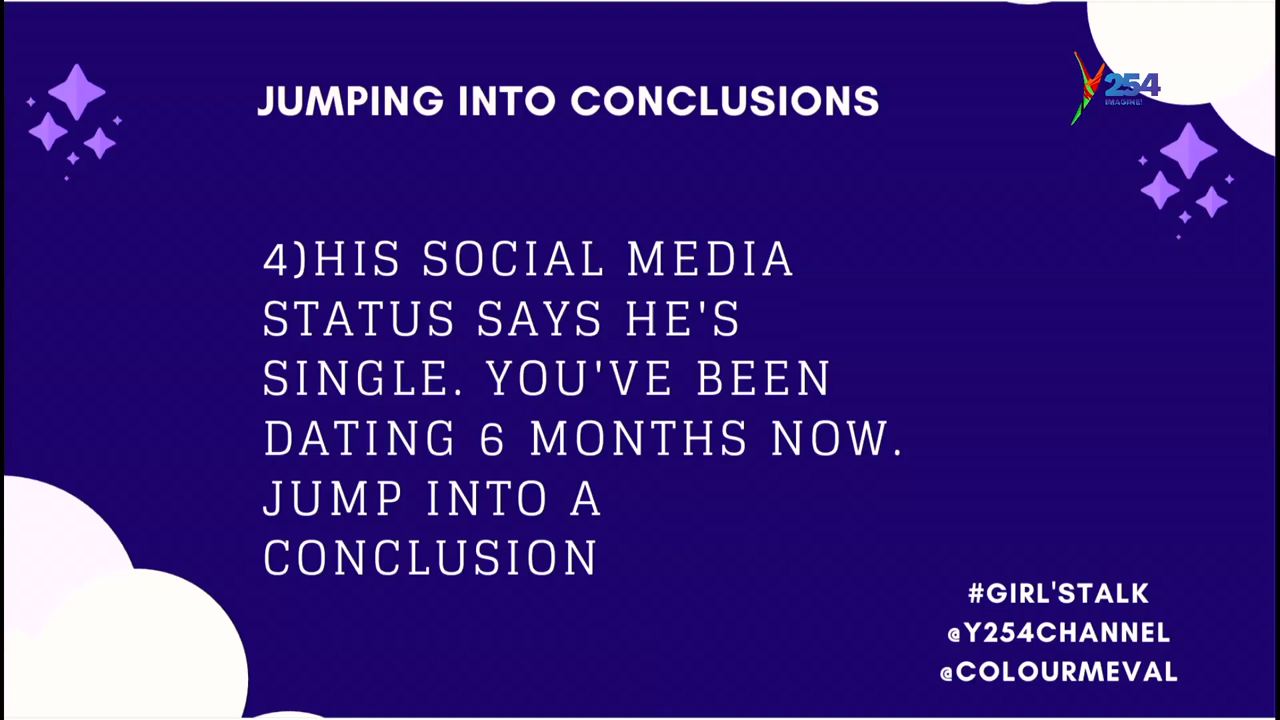 JUMPING INTO CONCLUSIONS
Y254
IMAGINE!
4)HIS SOCIAL MEDIA
STATUS SAYS HE'S
SINGLE. YOU'VE BEEN
DATING 6 MONTHS NOW.
JUMP INTO A
CONCLUSION
#GIRL'STALK
@Y254CHANNEL
@COLOURMEVAL